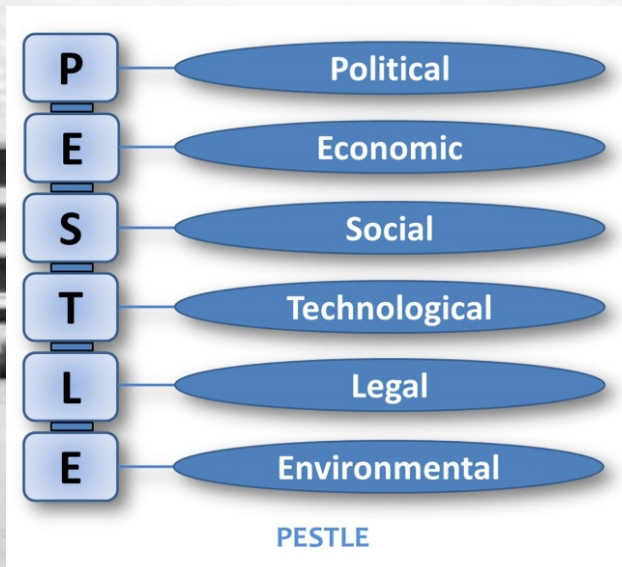 P Political
E Economic
S Social
T Technological
L Legal
E Environmental
PESTLE